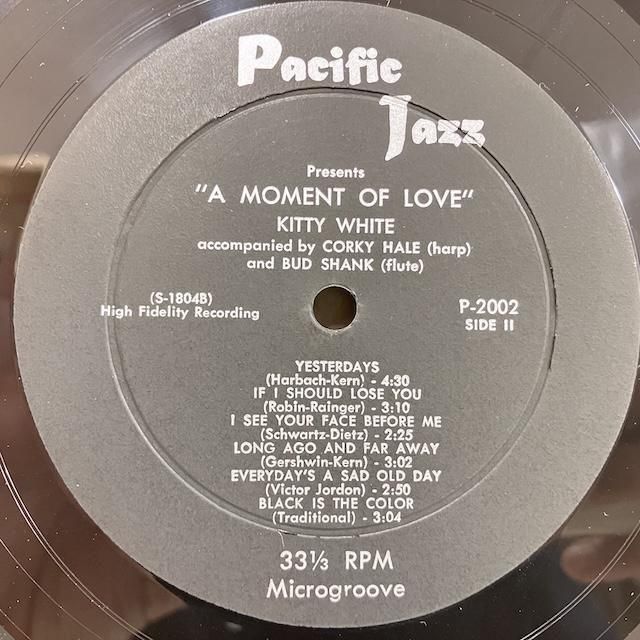 Pacific
Jazz
Presents
"A MOMENT OF LOVE"
KITTY WHITE
accompanied by CORKY HALE (harp)
and BUD SHANK (flute)
(S-1804B)
High Fidelity Recording
P-2002
SIDE II
YESTERDAYS
(Harbach-Kern) - 4:30
IF I SHOULD LOSE YOU
(Robin-Rainger) - 3:10
I SEE YOUR FACE BEFORE ME
(Schwartz-Dietz) - 2:25
LONG AGO AND FAR AWAY
(Gershwin-Kern) - 3:02
EVERYDAY'S A SAD OLD DAY
(Victor Jordon) - 2:50
BLACK IS THE COLOR
(Traditional) - 3:04
33⅓ RPM
Microgroove